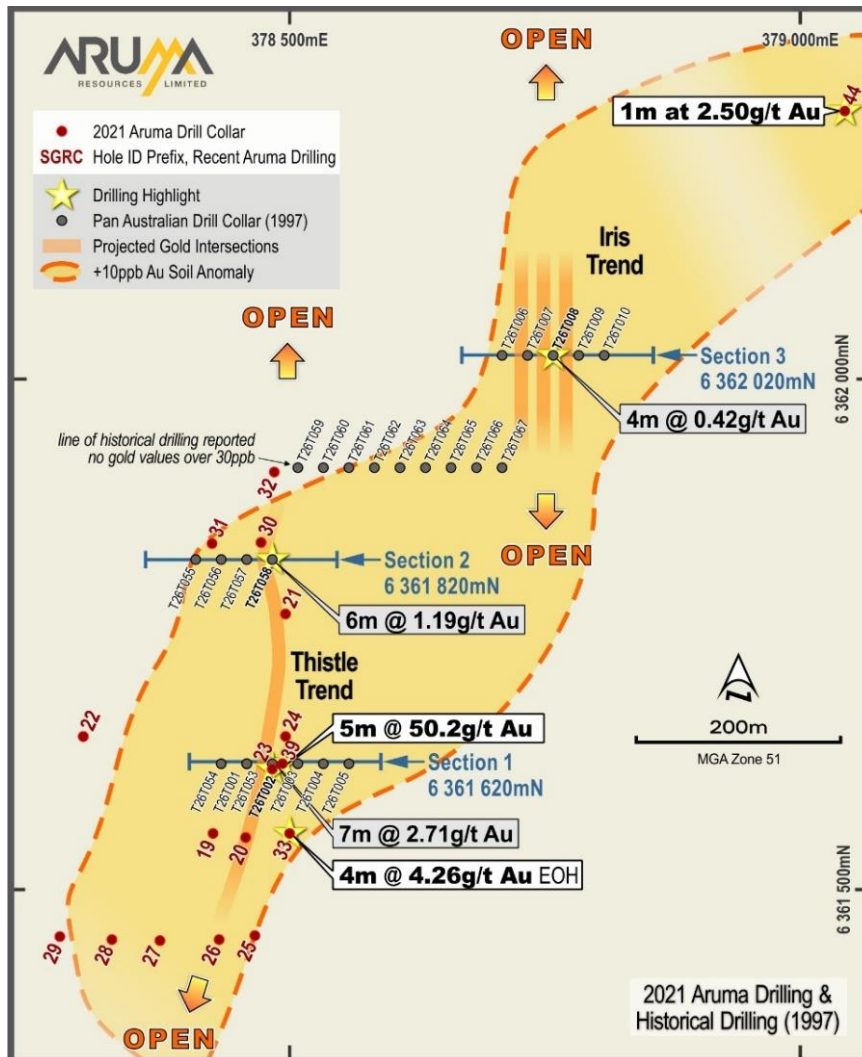 378 500mE
379 000mE
ARUMA
RESOURCES LIMITED
2021 Aruma Drill Collar
SGRC Hole ID Prefix, Recent Aruma Drilling
Drilling Highlight
Pan Australian Drill Collar (1997)
Projected Gold Intersections
+10ppb Au Soil Anomaly
OPEN
44
1m at 2.50g/t Au
Iris
Trend
OPEN
T26T006
T26T007
T26T008
T26T009
T26T010
Section 3
6 362 020mN
6 362 000mN
4m @ 0.42g/t Au
line of historical drilling reported
no gold values over 30ppb
T26T059
T26T060
T26T061
T26T062
T26T063
T26T064
T26T065
T26T066
T26T067
32
31
30
OPEN
Section 2
6 361 820mN
T26T055
T26T056
T26T057
T26T058
21
6m @ 1.19g/t Au
Thistle
Trend
22
24
23
39
5m @ 50.2g/t Au
200m
MGA Zone 51
Section 1
6 361 620mN
T26T054
T26T001
T26T053
T26T002
T26T003
T26T004
T26T005
19
20
33
7m @ 2.71g/t Au
4m @ 4.26g/t Au EOH
6 361 500mN
29
28
27
26
25
OPEN
2021 Aruma Drilling &
Historical Drilling (1997)